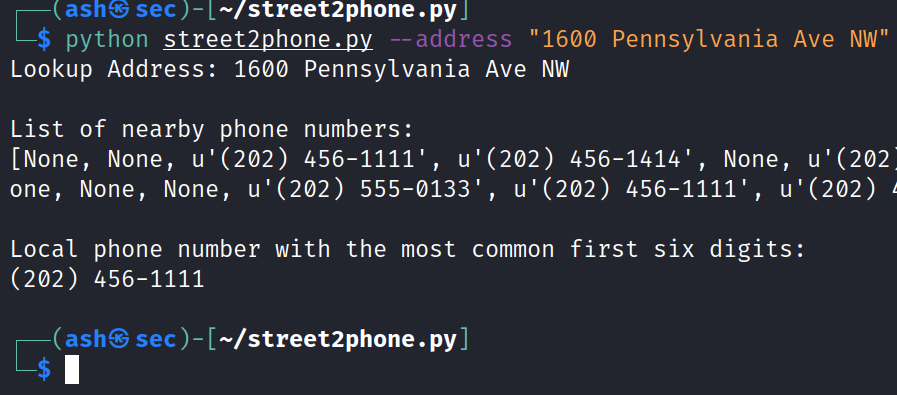 ┌──(ash㉿sec)-[~/street2phone.py]
└─$ python street2phone.py --address "1600 Pennsylvania Ave NW"
Lookup Address: 1600 Pennsylvania Ave NW
List of nearby phone numbers:
[None, None, u'(202) 456-1111', u'(202) 456-1414', None, u'(202)
one, None, None, u'(202) 555-0133', u'(202) 456-1111', u'(202) 4
Local phone number with the most common first six digits:
(202) 456-1111
┌──(ash㉿sec)-[~/street2phone.py]
└─$